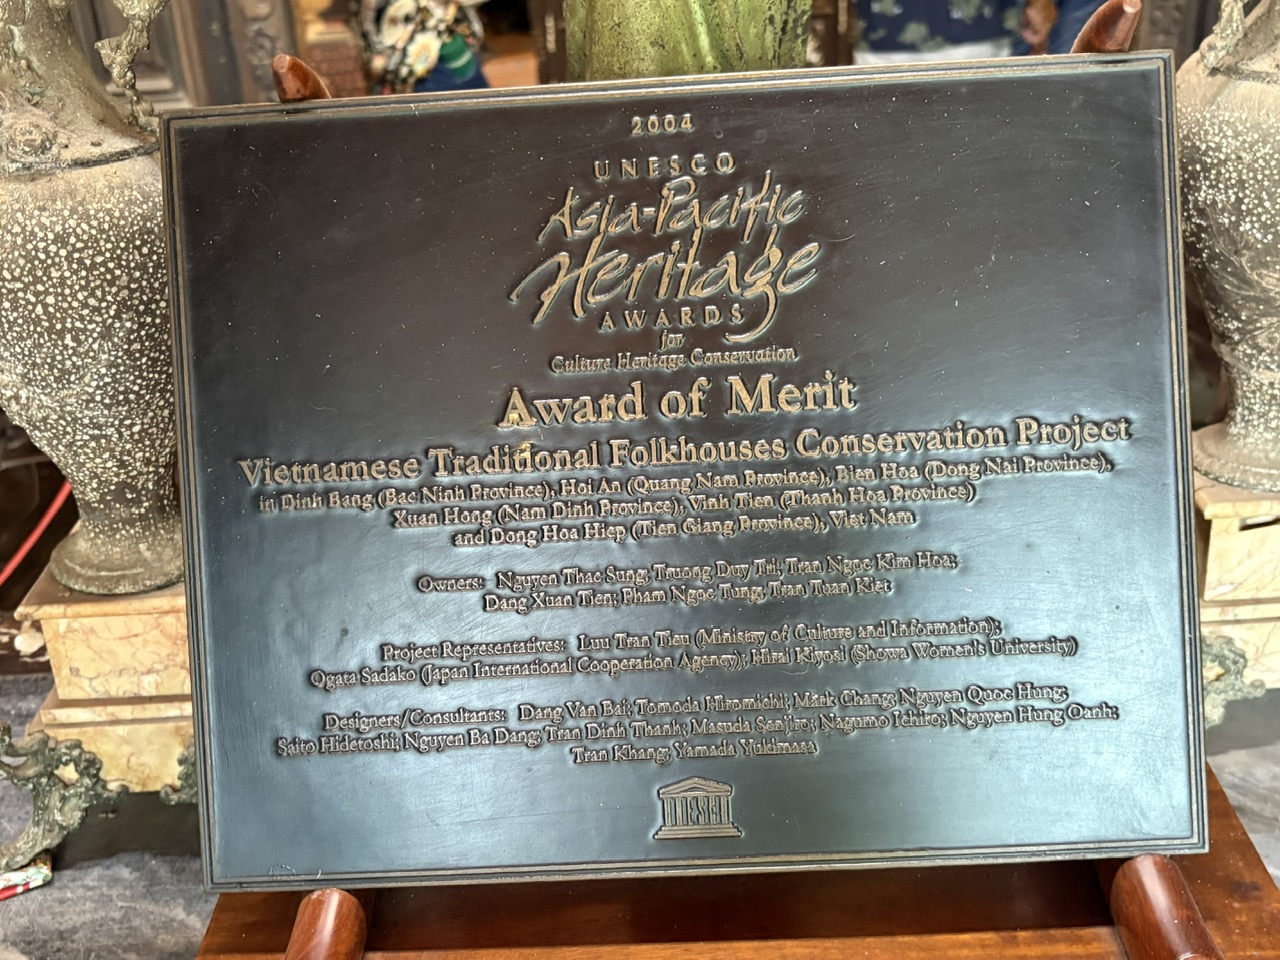 2004
UNESCO
Asia-Pacific
Heritage
AWARDS
for
Culture Heritage Conservation
Award of Merit
Vietnamese Traditional Folkhouses Conservation Project
in Dinh Bang (Bac Ninh Province), Hoi An (Quang Nam Province), Bien Hoa (Dong Nai Province),
Xuan Hong (Nam Dinh Province), Vinh Tien (Thanh Hoa Province)
and Dong Hoa Hiep (Tien Giang Province), Viet Nam
Owners: Nguyen Thac Sung; Truong Duy Tri; Tran Ngoc Kim Hoa;
Dang Xuan Tien; Pham Ngoc Tung; Tran Tuan Kiet
Project Representatives: Luu Tran Tieu (Ministry of Culture and Information);
Ogata Sadako (Japan International Cooperation Agency); Hirai Kiyosi (Showa Women's University)
Designers/Consultants: Dang Van Bai; Tomoda Hiromichi; Mark Chang; Nguyen Quoc Hung;
Saito Hidetoshi; Nguyen Ba Dang; Tran Dinh Thanh; Masuda Senjiro; Nagumo Ichiro; Nguyen Hung Oanh;
Tran Khang; Yamada Yukimasa
UNESCO